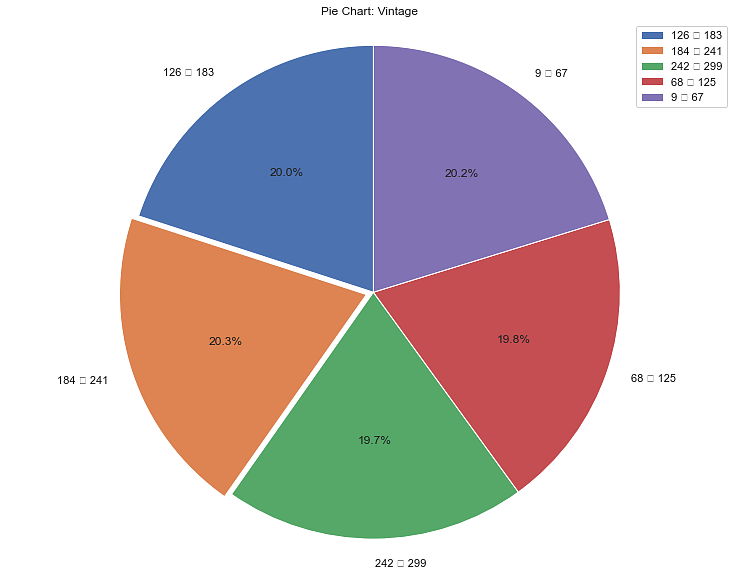 Pie Chart: Vintage
126 □ 183
184 □ 241
242 □ 299
68 □ 125
9 □ 67
126 □ 183
9 □ 67
20.0%
20.2%
20.3%
19.8%
184 □ 241
68 □ 125
19.7%
242 □ 299